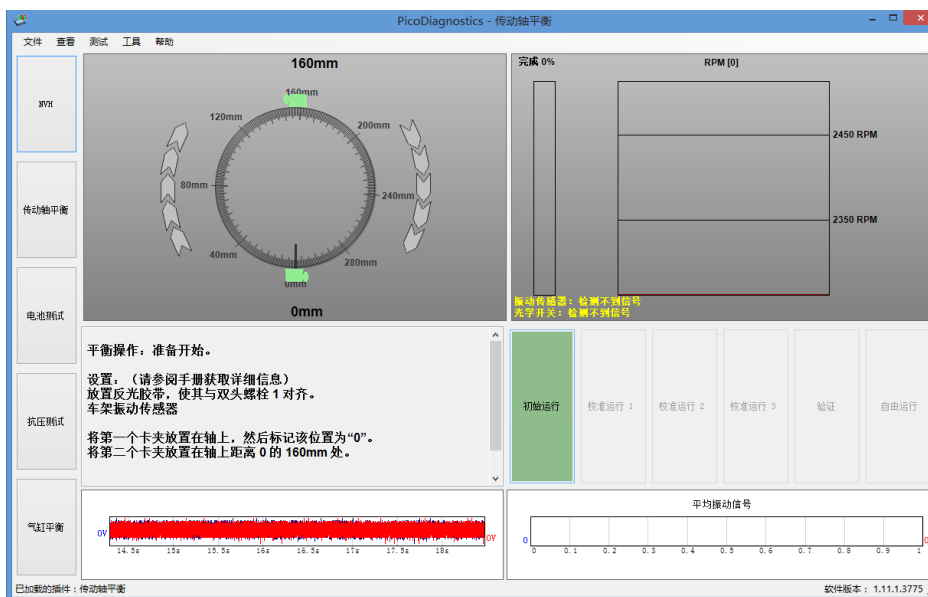 PicoDiagnostics - 传动轴平衡
文件 查看 测试 工具 帮助
NVH
传动轴平衡
电池测试
抗压测试
气缸平衡
160mm
160mm
120mm
200mm
80mm
240mm
40mm
280mm
0mm
0mm
完成 0%
RPM [0]
2450 RPM
2350 RPM
振动传感器：检测不到信号
光学开关：检测不到信号
平衡操作：准备开始。
设置：（请参阅手册获取详细信息）
放置反光胶带，使其与双头螺栓 1 对齐。
车架振动传感器
将第一个卡夹放置在轴上，然后标记该位置为“0”。
将第二个卡夹放置在轴上距离 0 的 160mm 处。
初始运行
校准运行 1
校准运行 2
校准运行 3
验证
自由运行
0V
0V
14.5s 15s 15.5s 16s 16.5s 17s 17.5s 18s
平均振动信号
0
0
0 0.1 0.2 0.3 0.4 0.5 0.6 0.7 0.8 0.9 1
已加载的插件：传动轴平衡
软件版本： 1.11.1.3775